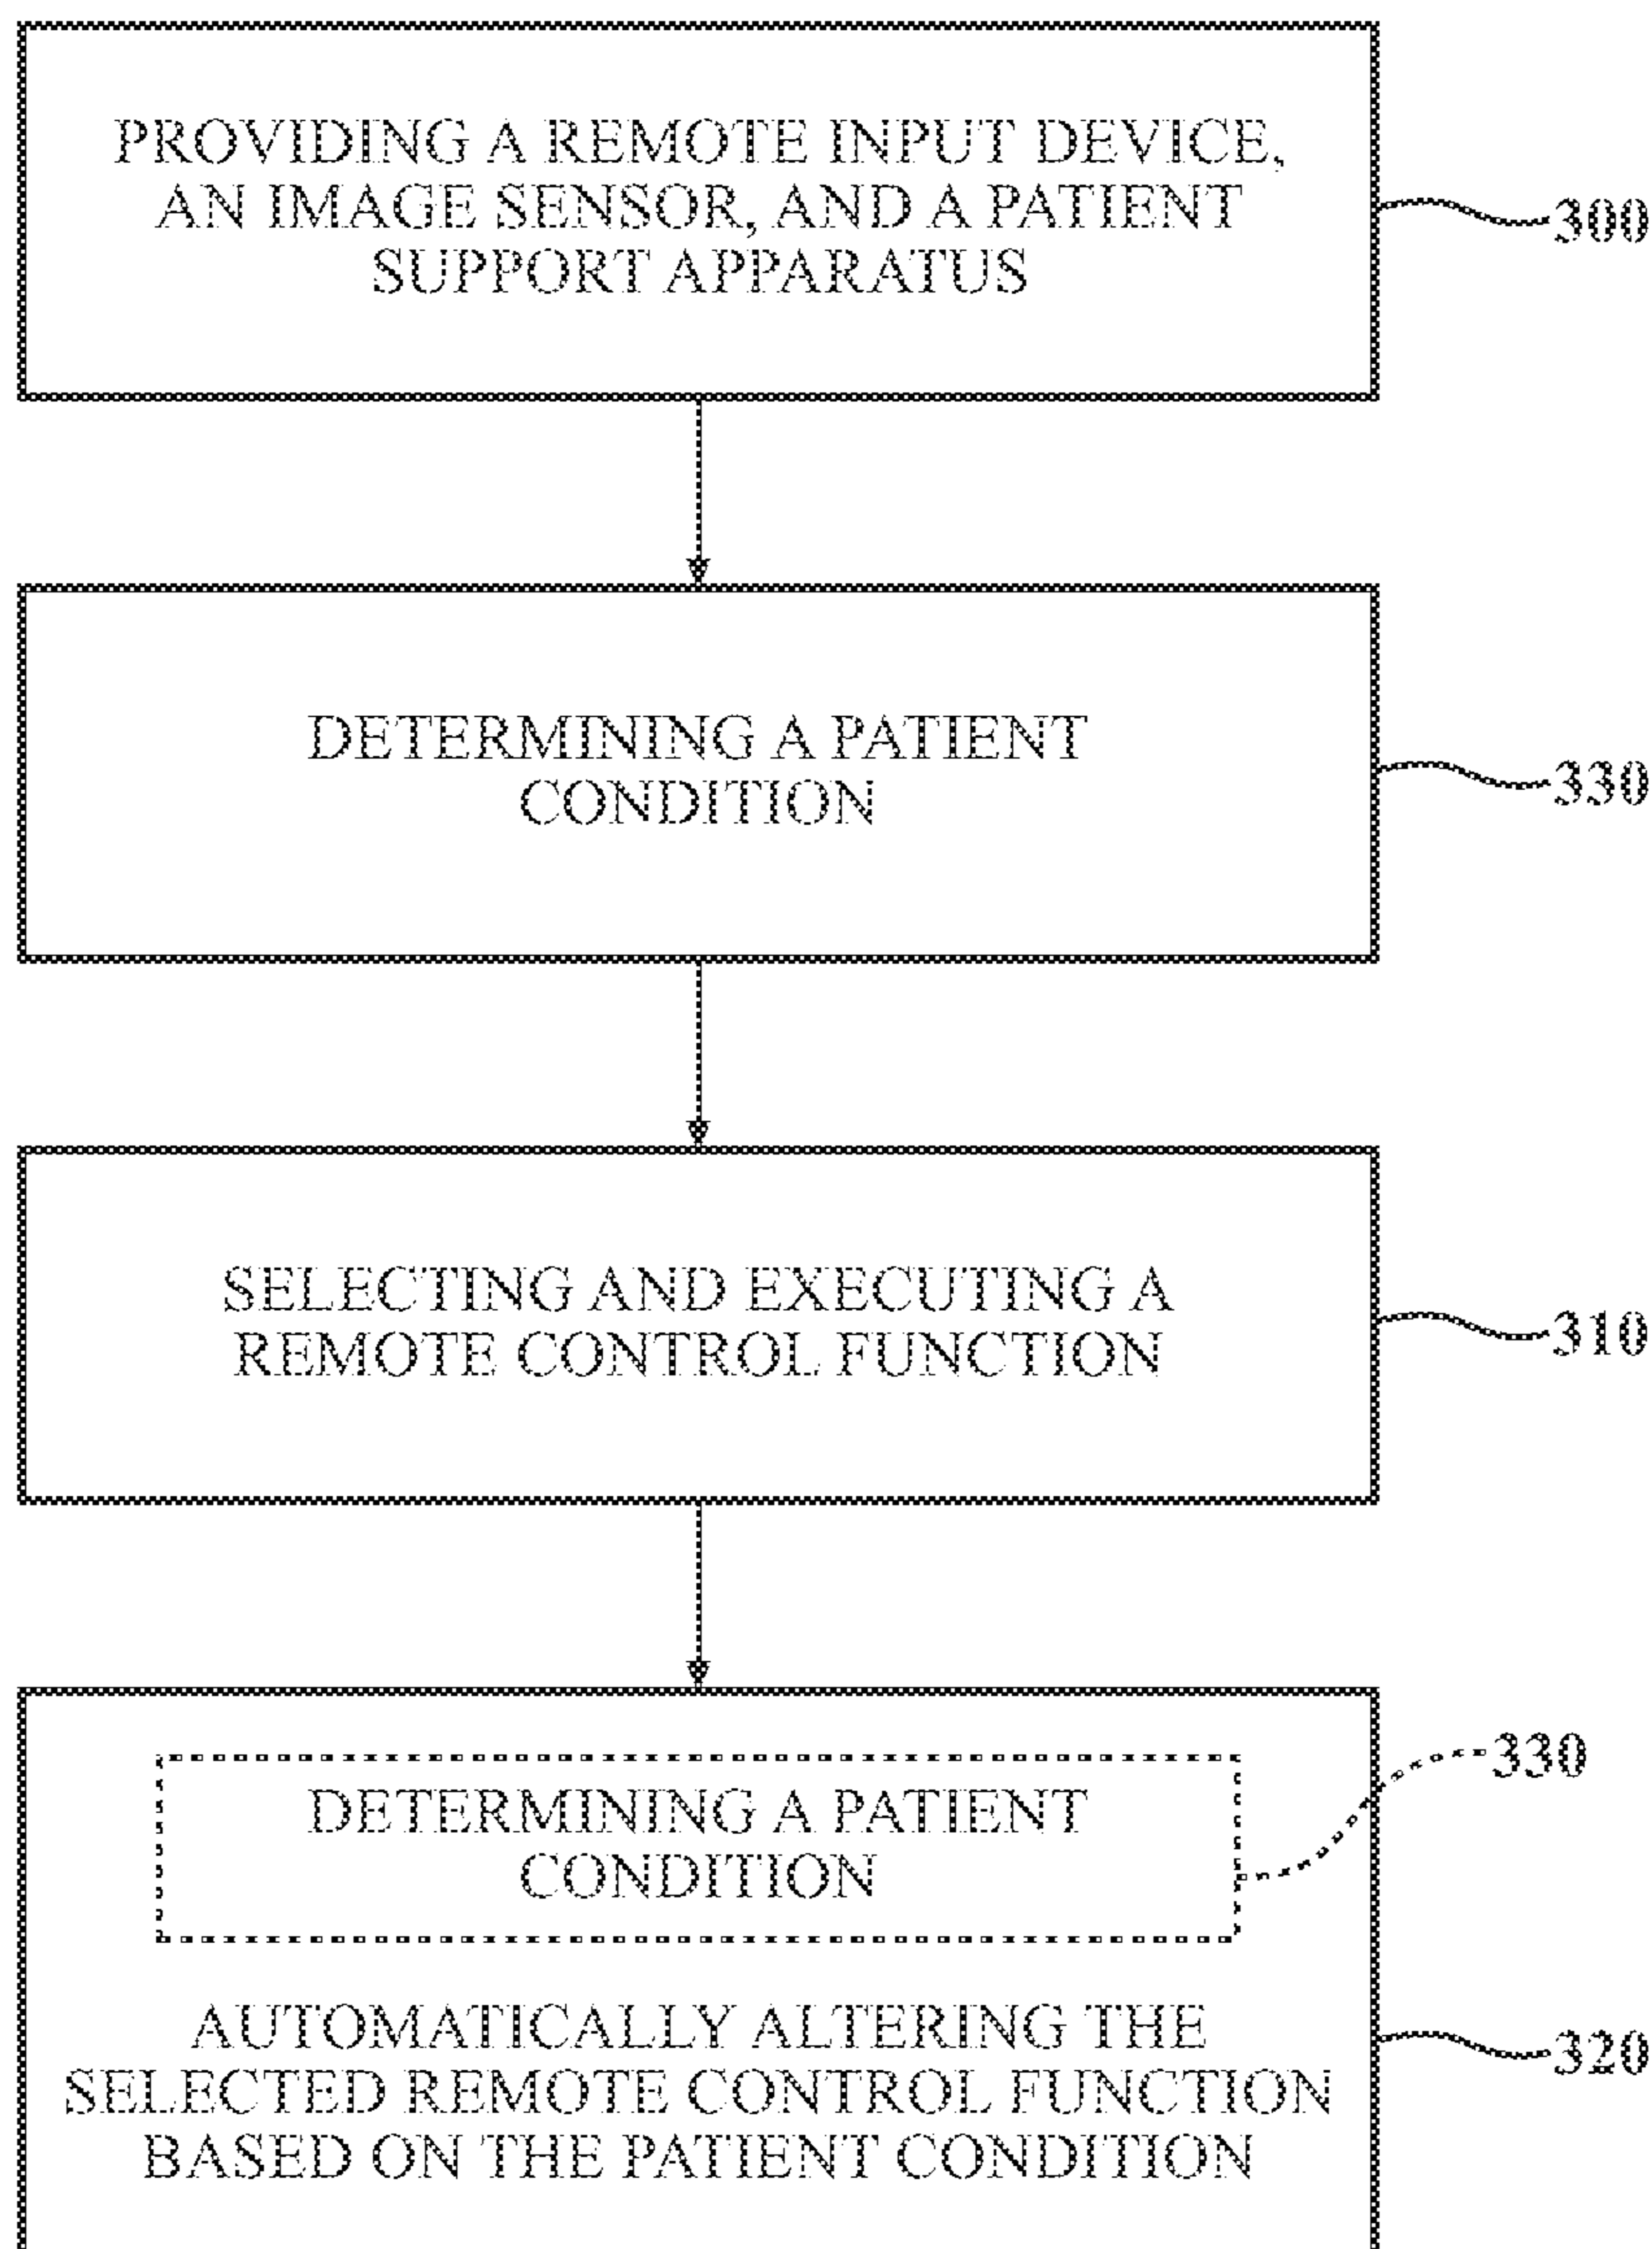 PROVIDING A REMOTE INPUT DEVICE,
AN IMAGE SENSOR, AND A PATIENT
SUPPORT APPARATUS
300
DETERMINING A PATIENT
CONDITION
330
SELECTING AND EXECUTING A
REMOTE CONTROL FUNCTION
310
DETERMINING A PATIENT
CONDITION
330
AUTOMATICALLY ALTERING THE
SELECTED REMOTE CONTROL FUNCTION
BASED ON THE PATIENT CONDITION
320